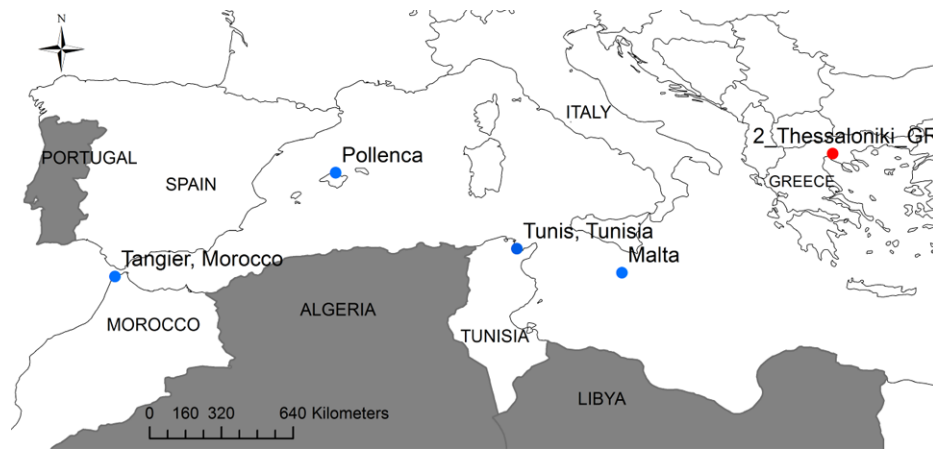 N
ITALY
2_Thessaloniki_GR
PORTUGAL
Pollenca
SPAIN
GREECE
Tunis, Tunisia
Tangier, Morocco
Malta
ALGERIA
MOROCCO
TUNISIA
LIBYA
0 160 320 640 Kilometers